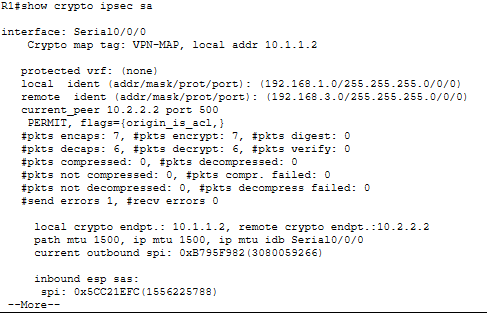 R1#show crypto ipsec sa
interface: Serial0/0/0
Crypto map tag: VPN-MAP, local addr 10.1.1.2
protected vrf: (none)
local  ident (addr/mask/prot/port): (192.168.1.0/255.255.255.0/0/0)
remote  ident (addr/mask/prot/port): (192.168.3.0/255.255.255.0/0/0)
current_peer 10.2.2.2 port 500
PERMIT, flags={origin_is_acl,}
#pkts encaps: 7, #pkts encrypt: 7, #pkts digest: 0
#pkts decaps: 6, #pkts decrypt: 6, #pkts verify: 0
#pkts compressed: 0, #pkts decompressed: 0
#pkts not compressed: 0, #pkts compr. failed: 0
#pkts not decompressed: 0, #pkts decompress failed: 0
#send errors 1, #recv errors 0
local crypto endpt.: 10.1.1.2, remote crypto endpt.:10.2.2.2
path mtu 1500, ip mtu 1500, ip mtu idb Serial0/0/0
current outbound spi: 0xB795F982(3080059266)
inbound esp sas:
spi: 0x5CC21EFC(1556225788)
--More--